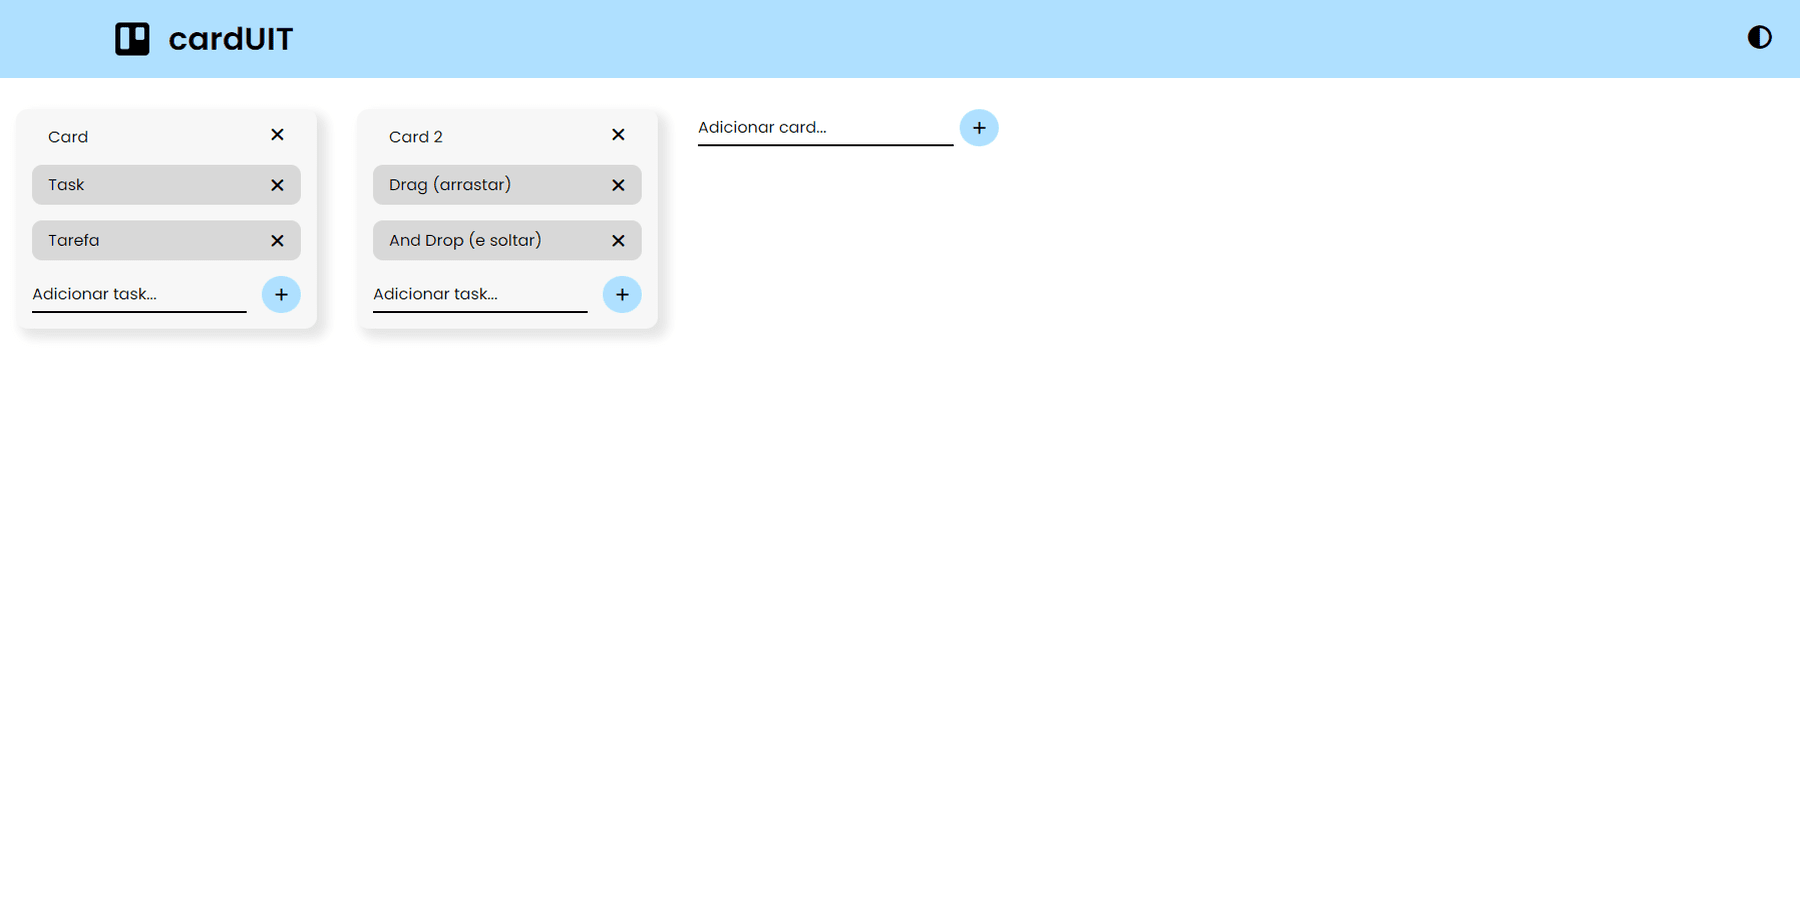 cardUIT
Card
Task
Tarefa
Adicionar task...
Card 2
Drag (arrastar)
And Drop (e soltar)
Adicionar task...
Adicionar card...